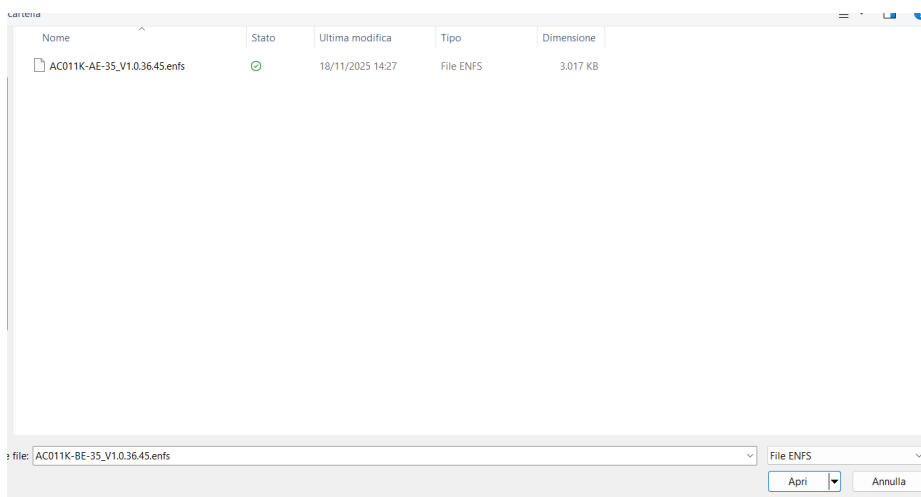 cartella
Nome Stato Ultima modifica Tipo Dimensione
AC011K-AE-35_V1.0.36.45.enfs 18/11/2025 14:27 File ENFS 3.017 KB
e file: AC011K-BE-35_V1.0.36.45.enfs File ENFS
Apri Annulla